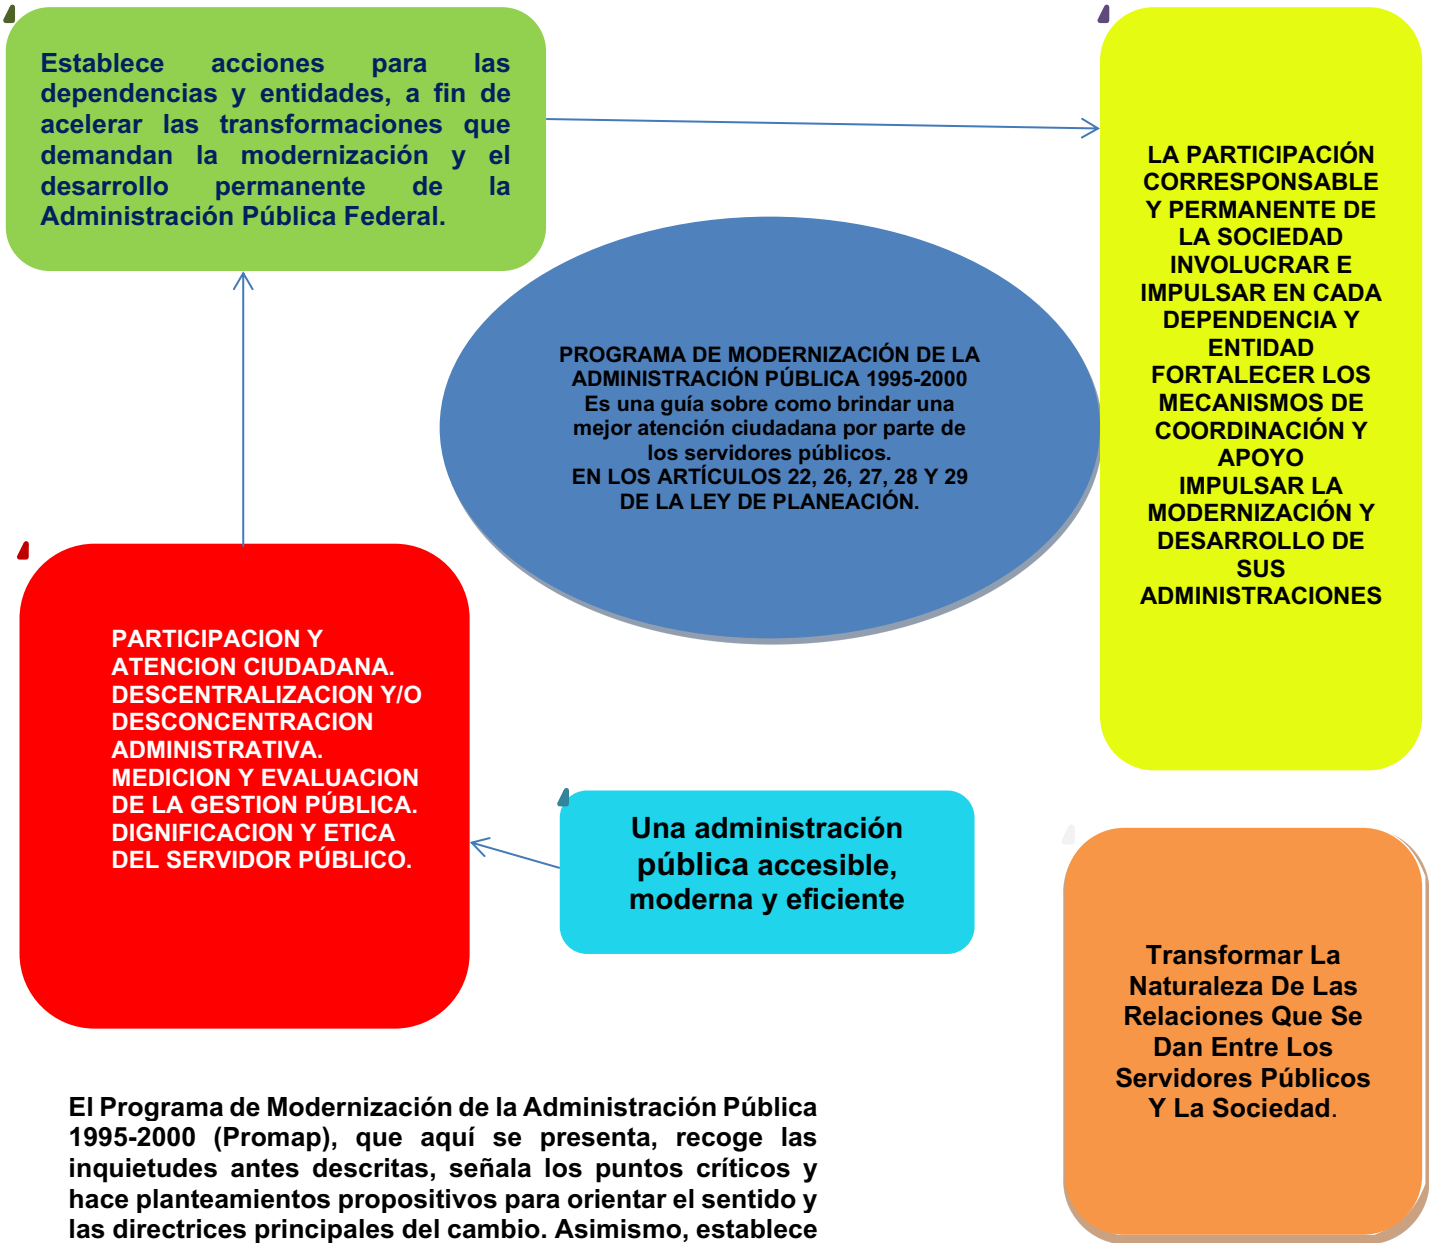 Establece acciones para las
dependencias y entidades, a fin de
acelerar las transformaciones que
demandan la modernización y el
desarrollo permanente de la
Administración Pública Federal.
LA PARTICIPACIÓN
CORRESPONSABLE
Y PERMANENTE DE
LA SOCIEDAD
INVOLUCRAR E
IMPULSAR EN CADA
DEPENDENCIA Y
ENTIDAD
FORTALECER LOS
MECANISMOS DE
COORDINACIÓN Y
APOYO
IMPULSAR LA
MODERNIZACIÓN Y
DESARROLLO DE
SUS
ADMINISTRACIONES
PROGRAMA DE MODERNIZACIÓN DE LA
ADMINISTRACIÓN PÚBLICA 1995-2000
Es una guía sobre como brindar una
mejor atención ciudadana por parte de
los servidores públicos.
EN LOS ARTÍCULOS 22, 26, 27, 28 Y 29
DE LA LEY DE PLANEACIÓN.
PARTICIPACION Y
ATENCION CIUDADANA.
DESCENTRALIZACION Y/O
DESCONCENTRACION
ADMINISTRATIVA.
MEDICION Y EVALUACION
DE LA GESTION PÚBLICA.
DIGNIFICACION Y ETICA
DEL SERVIDOR PÚBLICO.
Una administración
pública accesible,
moderna y eficiente
Transformar La
Naturaleza De Las
Relaciones Que Se
Dan Entre Los
Servidores Públicos
Y La Sociedad.
El Programa de Modernización de la Administración Pública
1995-2000 (Promap), que aquí se presenta, recoge las
inquietudes antes descritas, señala los puntos críticos y
hace planteamientos propositivos para orientar el sentido y
las directrices principales del cambio. Asimismo, establece